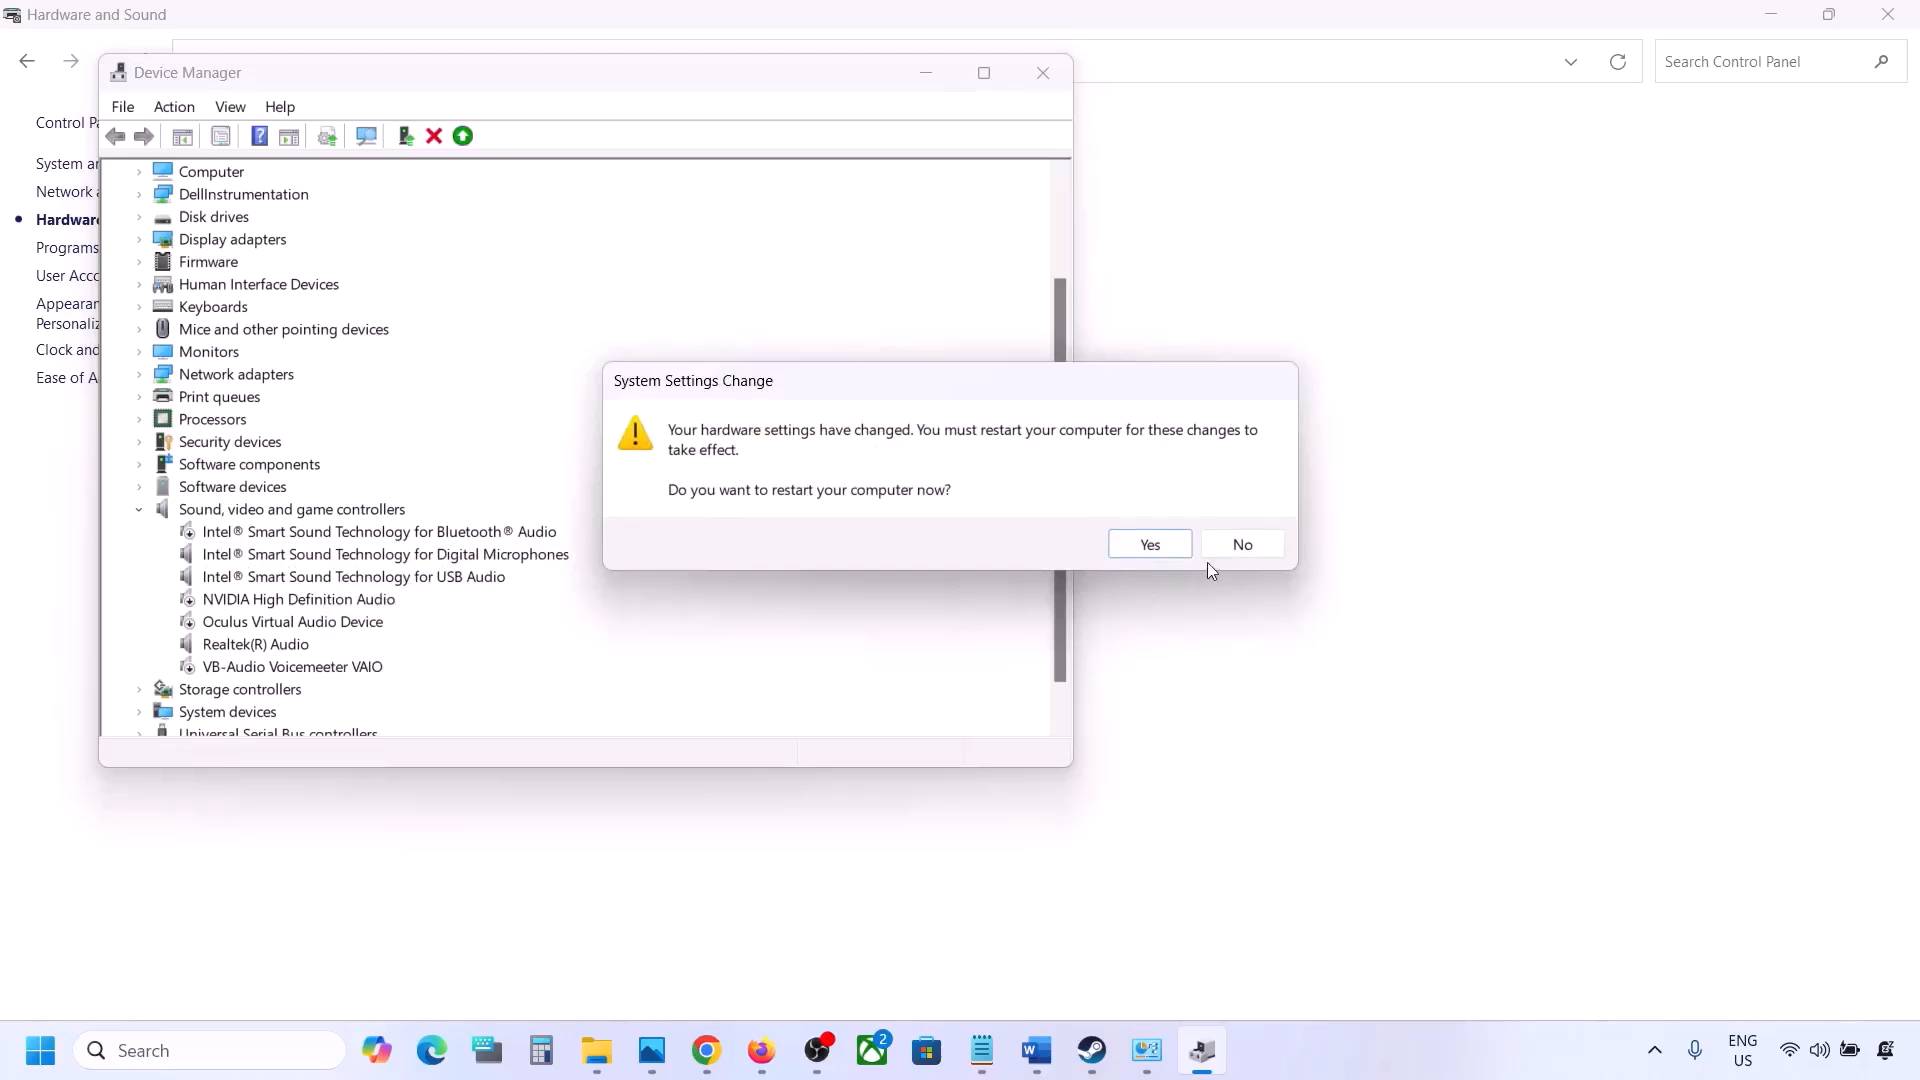 Hardware and Sound
Search Control Panel
Device Manager
File Action View Help
Control Pa
System an
Network a
Hardware
Programs
User Acco
Appearan
Personaliz
Clock and
Ease of A
Computer
DellInstrumentation
Disk drives
Display adapters
Firmware
Human Interface Devices
Keyboards
Mice and other pointing devices
Monitors
Network adapters
Print queues
Processors
Security devices
Software components
Software devices
Sound, video and game controllers
Intel® Smart Sound Technology for Bluetooth® Audio
Intel® Smart Sound Technology for Digital Microphones
Intel® Smart Sound Technology for USB Audio
NVIDIA High Definition Audio
Oculus Virtual Audio Device
Realtek(R) Audio
VB-Audio Voicemeeter VAIO
Storage controllers
System devices
Universal Serial Bus controllers
System Settings Change
Your hardware settings have changed. You must restart your computer for these changes to
take effect.
Do you want to restart your computer now?
Yes No
Search
2
ENG
US